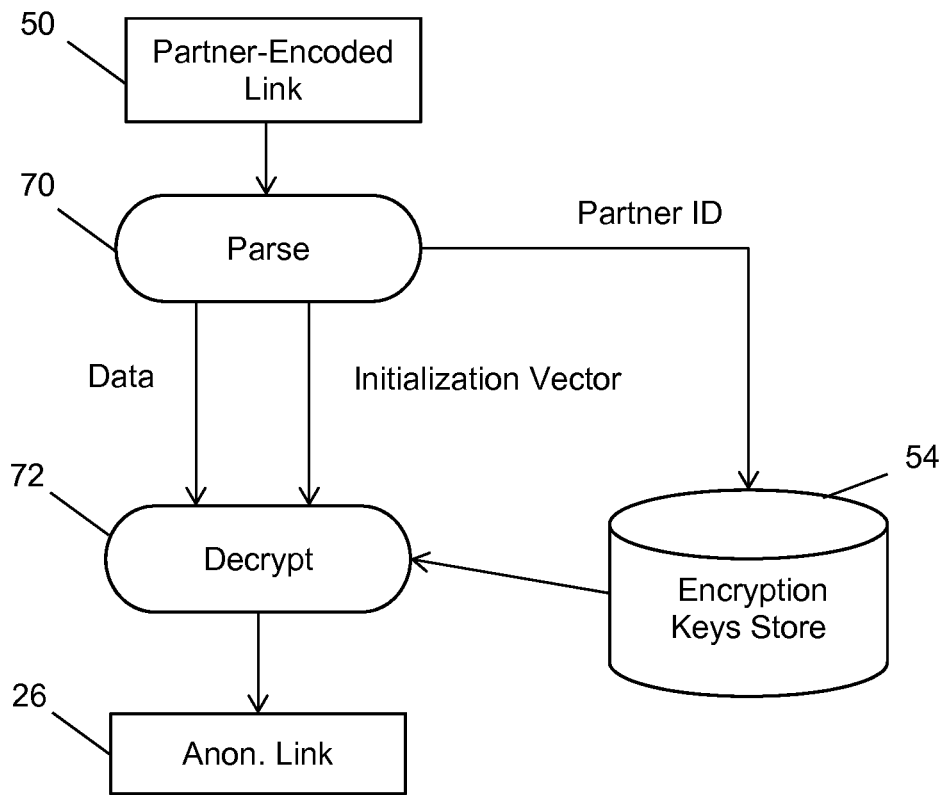 50
Partner-Encoded
Link
70
Partner ID
Parse
Data
Initialization Vector
72
54
Decrypt
Encryption
Keys Store
26
Anon. Link